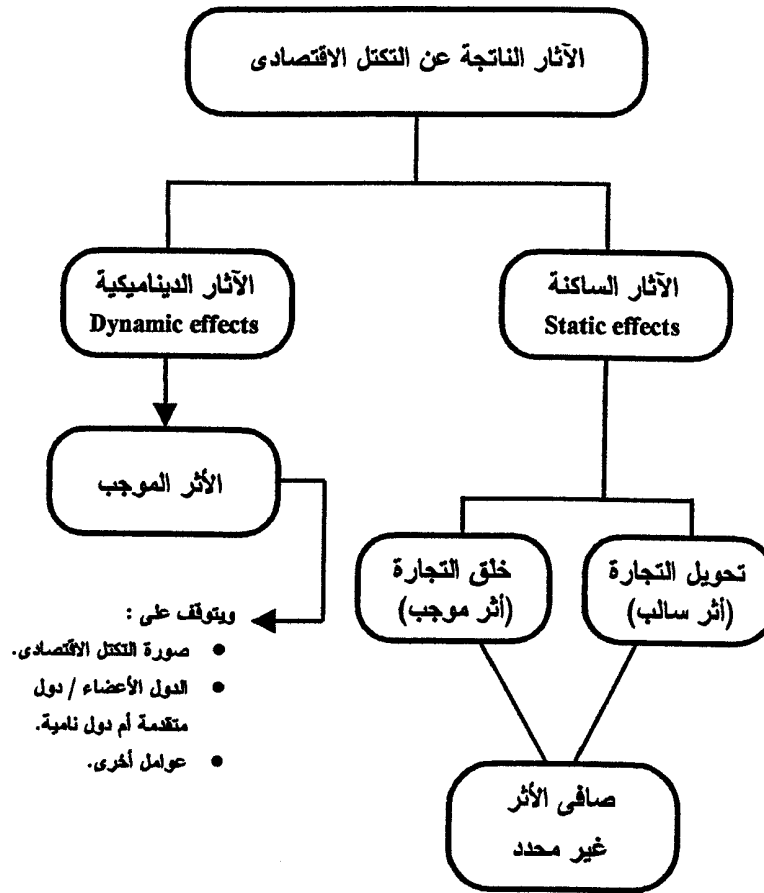 الآثار الناتجة عن التكتل الاقتصادى
الآثار الساكنة
Static effects
الآثار الديناميكية
Dynamic effects
الأثر الموجب
تحويل التجارة
(أثر سالب)
خلق التجارة
(أثر موجب)
ويتوقف على :
● صورة التكتل الاقتصادى.
● الدول الأعضاء / دول
متقدمة أم دول نامية.
● عوامل أخرى.
صافى الأثر
غير محدد